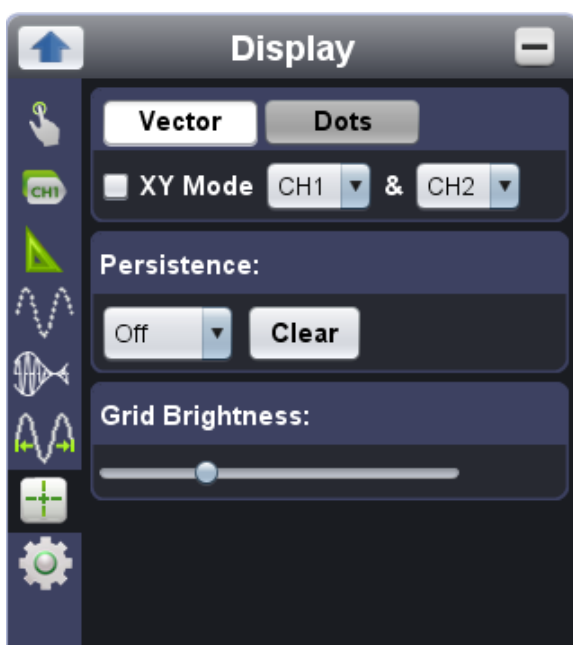 Display
Vector Dots
CH1
XY Mode CH1 & CH2
Persistence:
Off Clear
Grid Brightness: